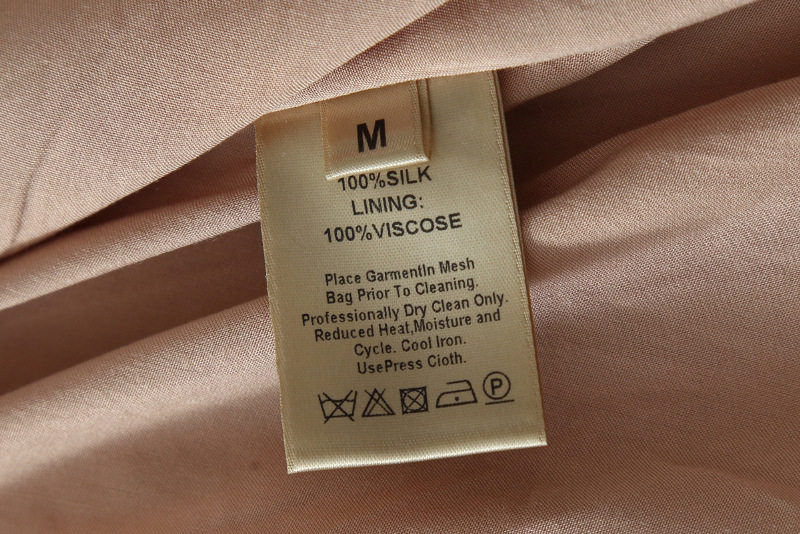 M
100%SILK
LINING:
100%VISCOSE
Place GarmentIn Mesh
Bag Prior To Cleaning.
Professionally Dry Clean Only.
Reduced Heat,Moisture and
Cycle. Cool Iron.
UsePress Cloth.
P